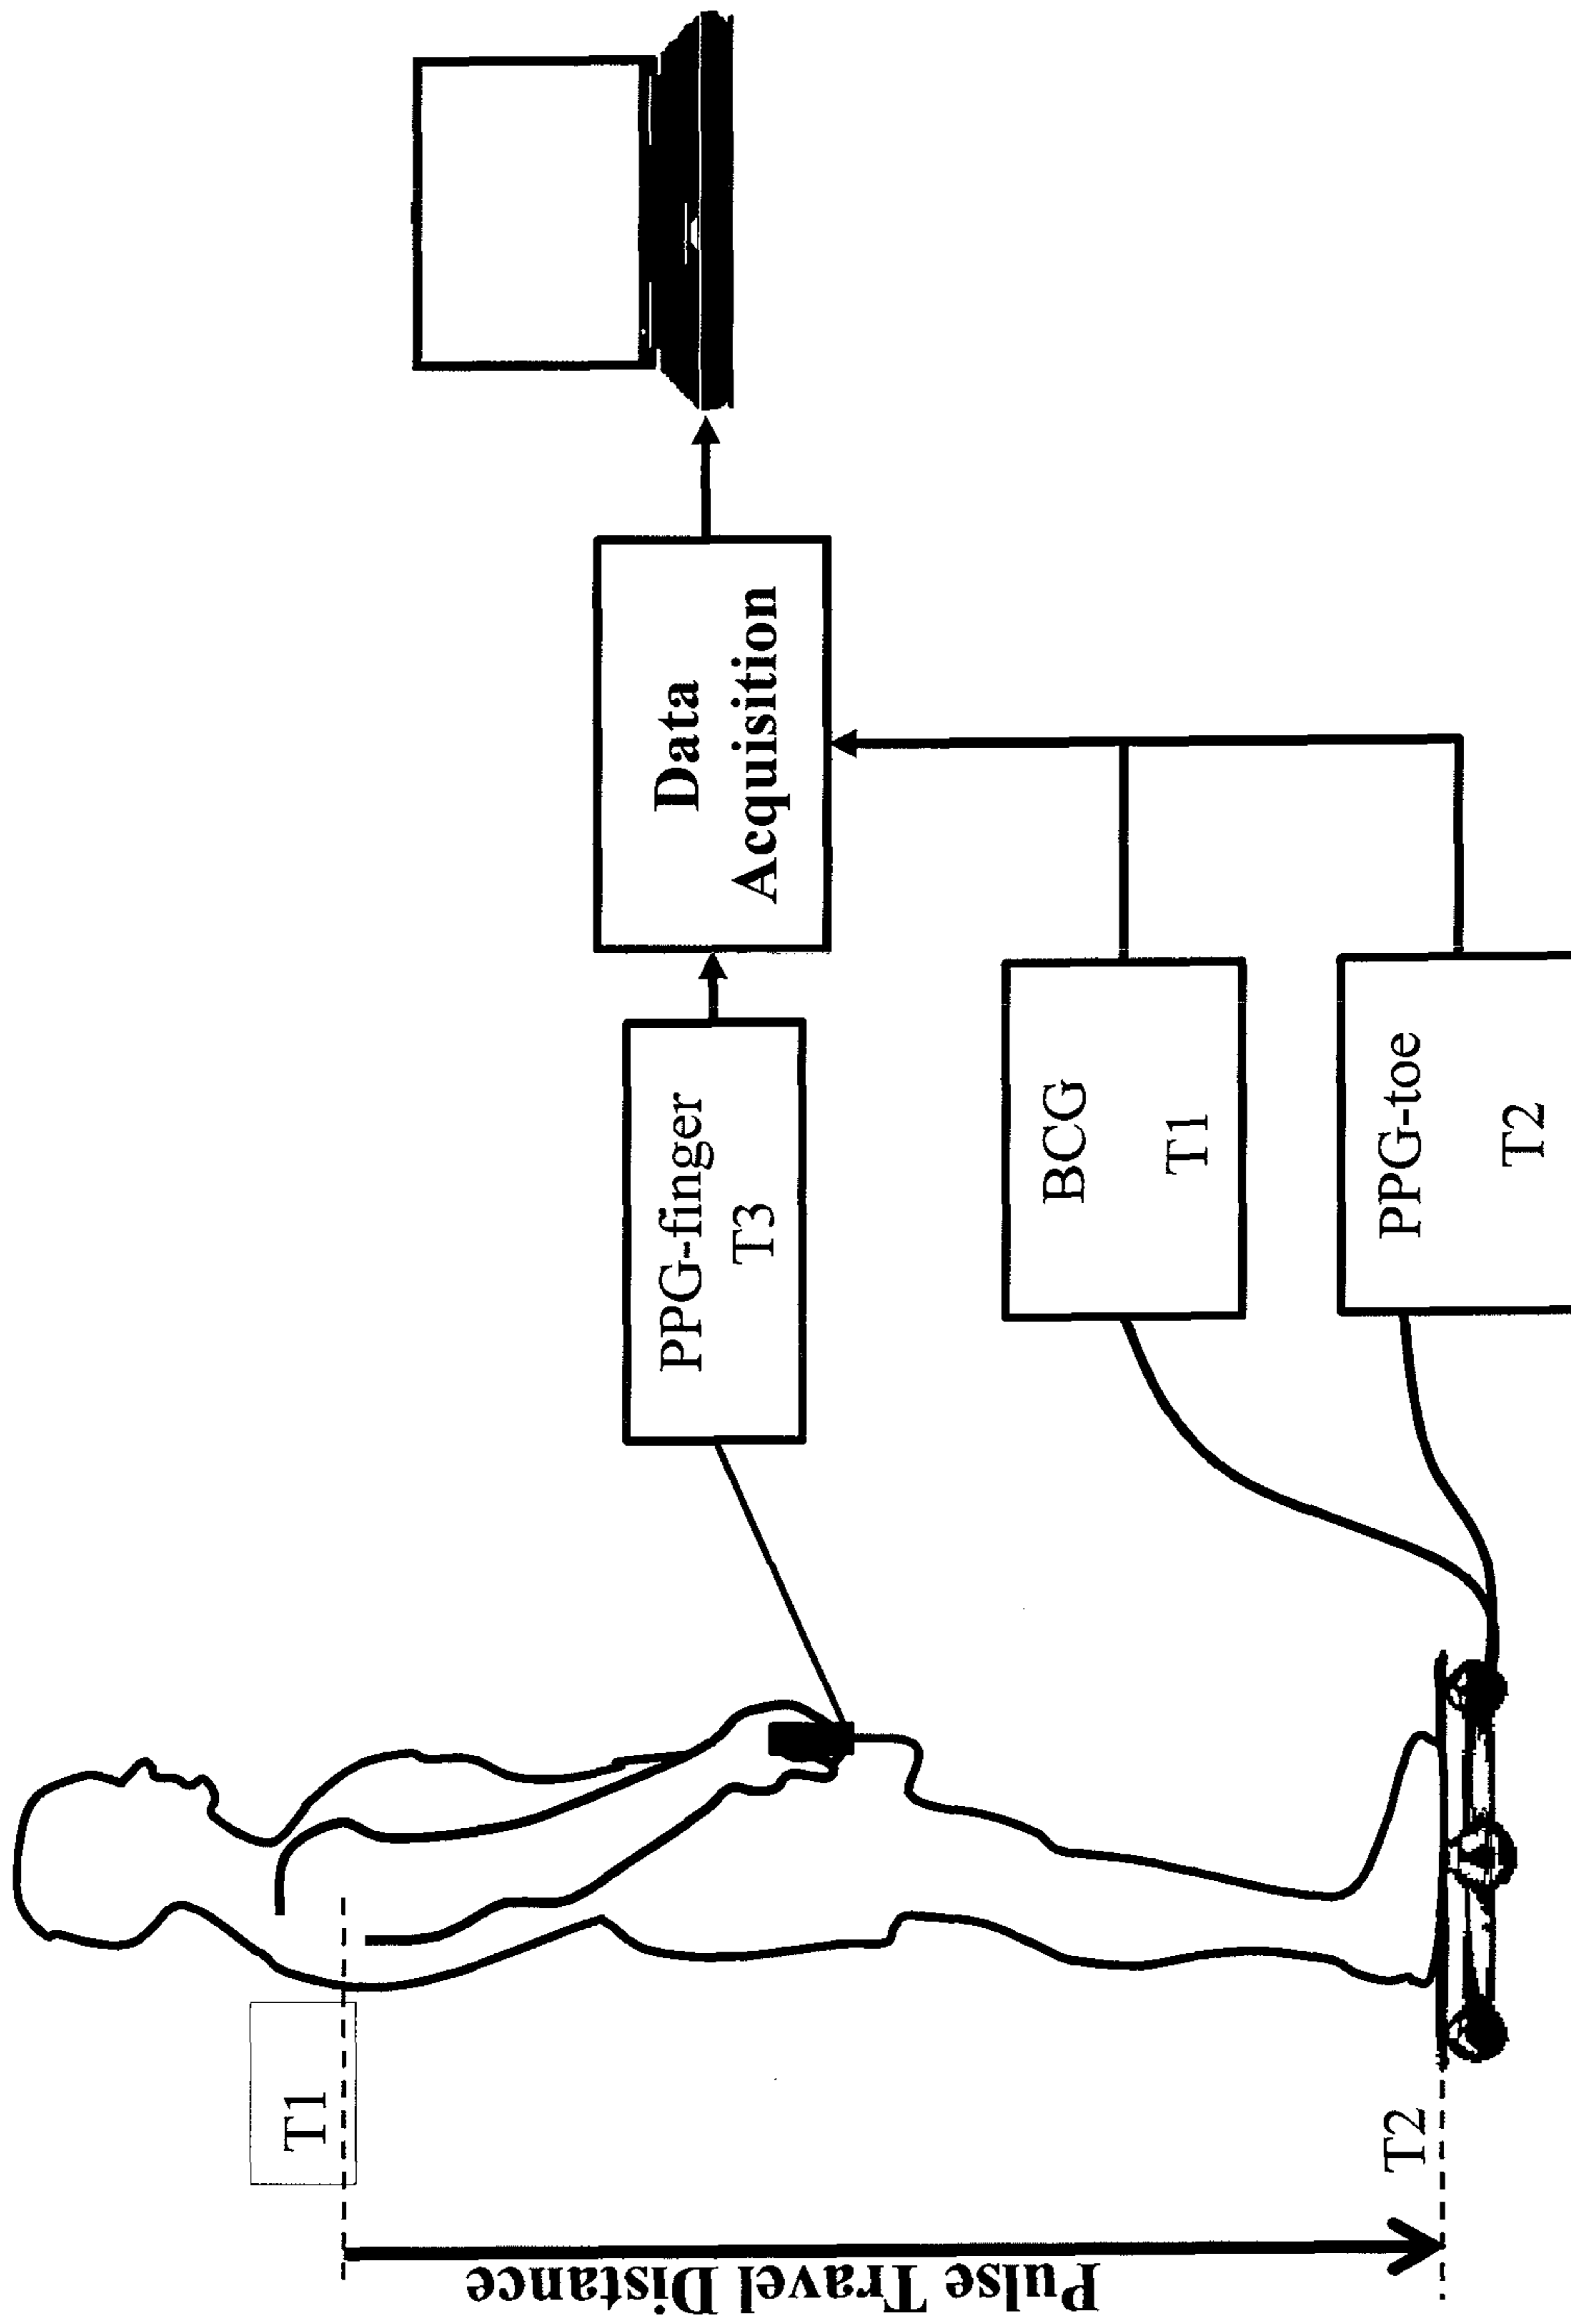 T1
T2
Pulse Travel Distance
PPG-finger
T3
BCG
T1
PPG-toe
T2
Data
Acquisition